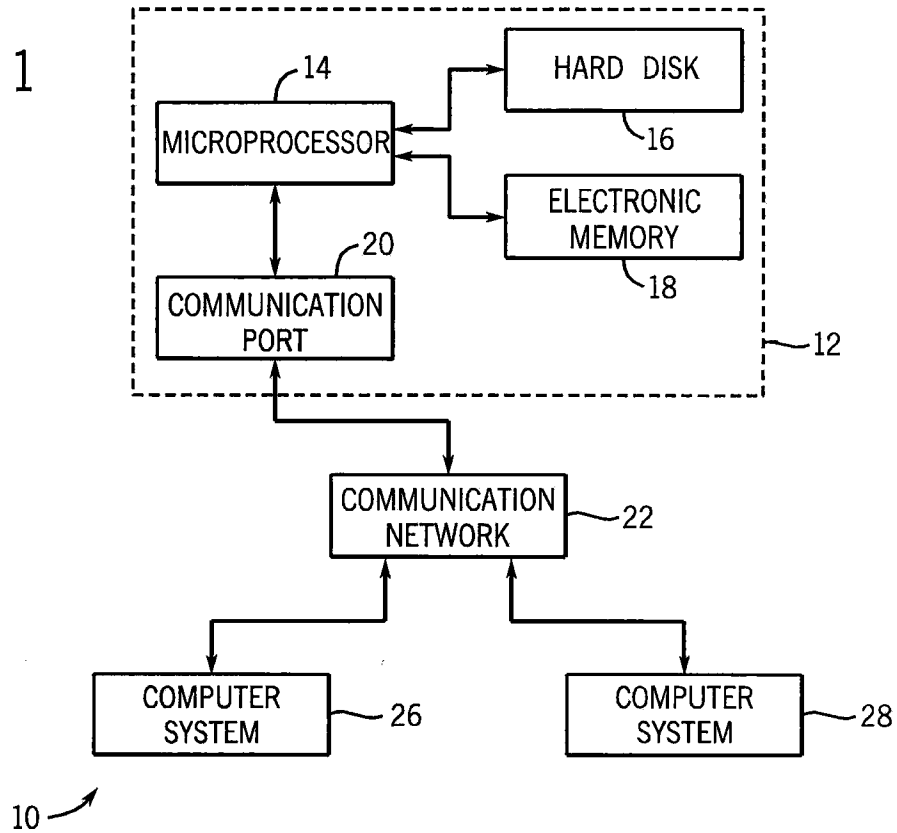 1
14
HARD DISK
16
MICROPROCESSOR
ELECTRONIC
MEMORY
18
20
COMMUNICATION
PORT
12
COMMUNICATION
NETWORK
22
COMPUTER
SYSTEM
26
COMPUTER
SYSTEM
28
10